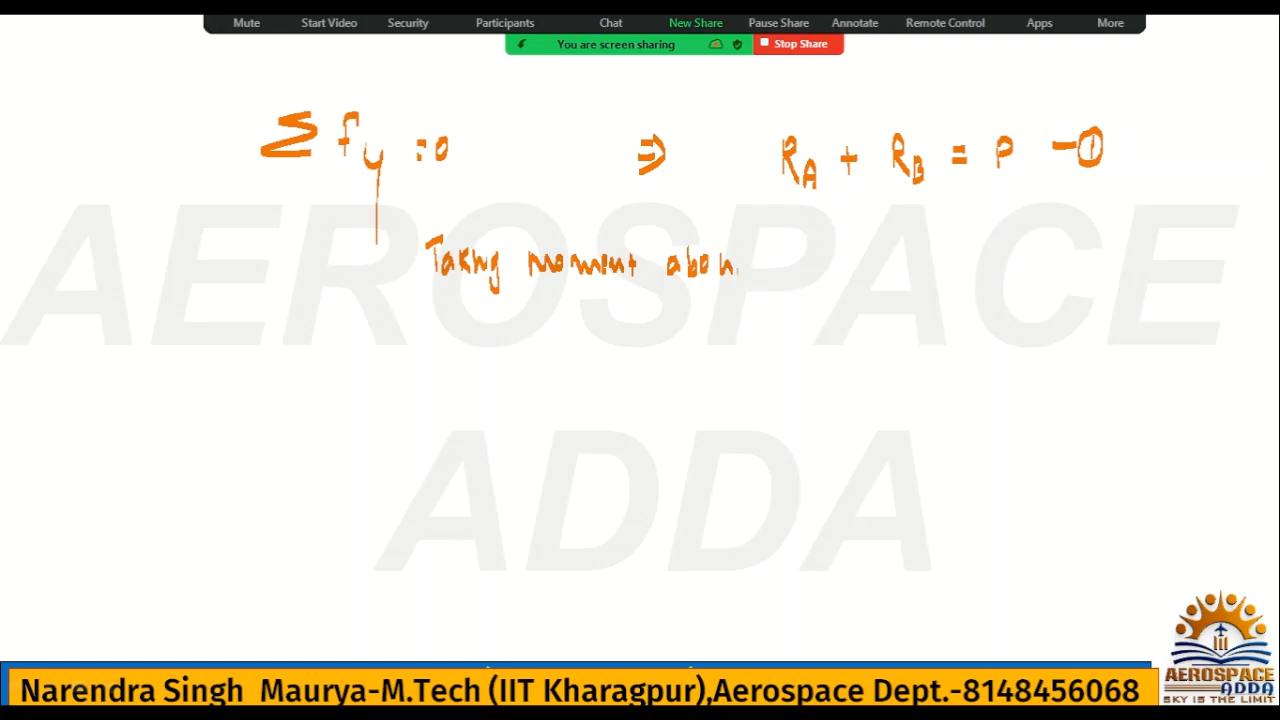 Mute Start Video Security Participants Chat New Share Pause Share Annotate Remote Control Apps More
You are screen sharing Stop Share
Σ fy = 0 ⇒ RA + RB = P —①
Taking moment abou
AEROSPACE
ADDA
AEROSPACE
ADDA
SKY IS THE LIMIT
Narendra Singh Maurya-M.Tech (IIT Kharagpur),Aerospace Dept.-8148456068